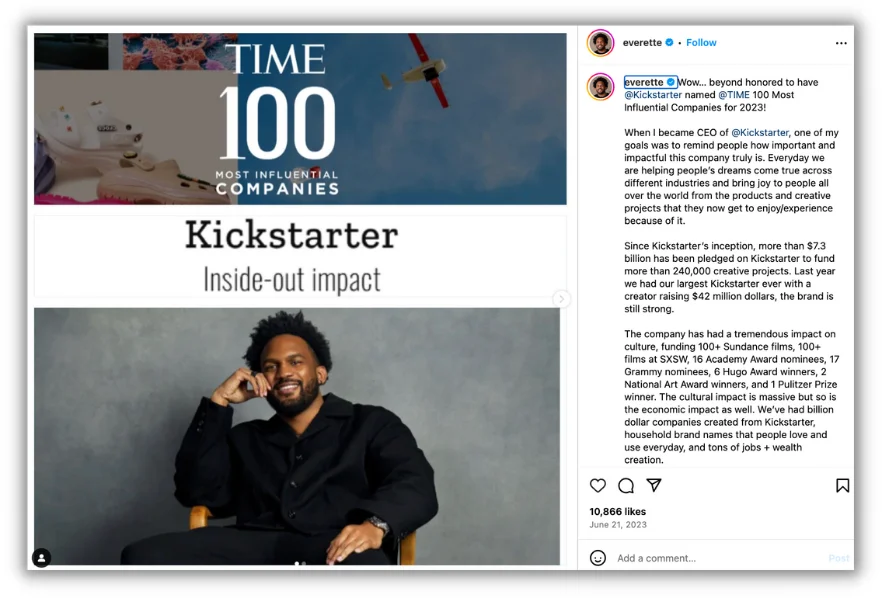 TIME
100
MOST INFLUENTIAL
COMPANIES
Kickstarter
Inside-out impact
everette • Follow
everette Wow... beyond honored to have
@Kickstarter named @TIME 100 Most
Influential Companies for 2023!
When I became CEO of @Kickstarter, one of my
goals was to remind people how important and
impactful this company truly is. Everyday we
are helping people's dreams come true across
different industries and bring joy to people all
over the world from the products and creative
projects that they now get to enjoy/experience
because of it.
Since Kickstarter's inception, more than $7.3
billion has been pledged on Kickstarter to fund
more than 240,000 creative projects. Last year
we had our largest Kickstarter ever with a
creator raising $42 million dollars, the brand is
still strong.
The company has had a tremendous impact on
culture, funding 100+ Sundance films, 100+
films at SXSW, 16 Academy Award nominees, 17
Grammy nominees, 6 Hugo Award winners, 2
National Art Award winners, and 1 Pulitzer Prize
winner. The cultural impact is massive but so is
the economic impact as well. We've had billion
dollar companies created from Kickstarter,
household brand names that people love and
use everyday, and tons of jobs + wealth
creation.
10,866 likes
June 21, 2023
Add a comment...
Post